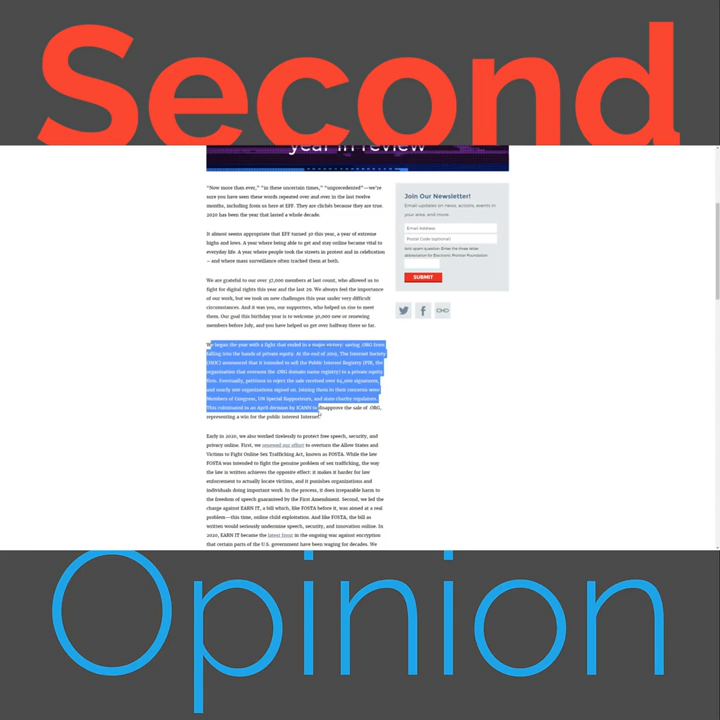 Second
year in review
"Now more than ever," "in these uncertain times," "unprecedented"—we're
sure you have seen these words repeated over and over in the last twelve
months, including from us here at EFF. They are clichés because they are true.
2020 has been the year that lasted a whole decade.
It almost seems appropriate that EFF turned 30 this year, a year of extreme
highs and lows. A year where being able to get and stay online became vital to
everyday life. A year where people took the streets in protest and in celebration
– and where mass surveillance often tracked them at both.
We are grateful to our over 37,000 members at last count, who allowed us to
fight for digital rights this year and the last 29. We always feel the importance
of our work, but we took on new challenges this year under very difficult
circumstances. And it was you, our supporters, who helped us rise to meet
them. Our goal this birthday year is to welcome 30,000 new or renewing
members before July, and you have helped us get over halfway there so far.
We began the year with a fight that ended in a major victory: saving .ORG from
falling into the hands of private equity. At the end of 2019, The Internet Society
(ISOC) announced that it intended to sell the Public Interest Registry (PIR, the
organization that oversees the .ORG domain name registry) to a private equity
firm. Eventually, petitions to reject the sale received over 64,000 signatures,
and nearly 900 organizations signed on. Joining them in their concerns were
Members of Congress, UN Special Rapporteurs, and state charity regulators.
This culminated in an April decision by ICANN to disapprove the sale of .ORG,
representing a win for the public interest Internet.
Early in 2020, we also worked tirelessly to protect free speech, security, and
privacy online. First, we renewed our effort to overturn the Allow States and
Victims to Fight Online Sex Trafficking Act, known as FOSTA. While the law
FOSTA was intended to fight the genuine problem of sex trafficking, the way
the law is written achieves the opposite effect: it makes it harder for law
enforcement to actually locate victims, and it punishes organizations and
individuals doing important work. In the process, it does irreparable harm to
the freedom of speech guaranteed by the First Amendment. Second, we led the
charge against EARN IT, a bill which, like FOSTA before it, was aimed at a real
problem—this time, online child exploitation. And like FOSTA, the bill as
written would seriously undermine speech, security, and innovation online. In
2020, EARN IT became the latest front in the ongoing war against encryption
that certain parts of the U.S. government have been waging for decades. We
Join Our Newsletter!
Email updates on news, actions, events in
your area, and more.
Email Address
Postal Code (optional)
Anti-spam question: Enter the three-letter
abbreviation for Electronic Frontier Foundation:
SUBMIT
Opinion